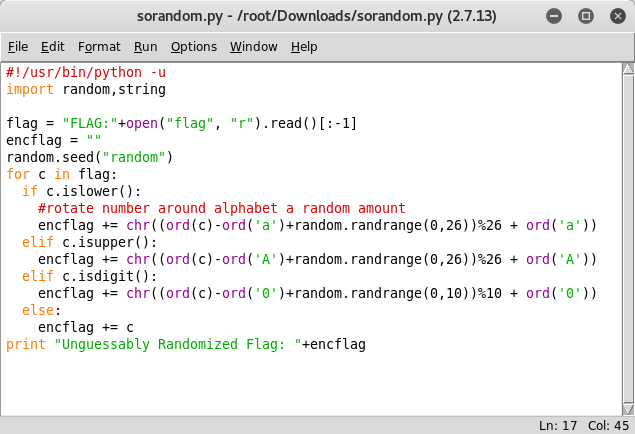 sorandom.py - /root/Downloads/sorandom.py (2.7.13)
File Edit Format Run Options Window Help
#!/usr/bin/python -u
import random,string

flag = "FLAG:"+open("flag", "r").read()[:-1]
encflag = ""
random.seed("random")
for c in flag:
  if c.islower():
    #rotate number around alphabet a random amount
    encflag += chr((ord(c)-ord('a')+random.randrange(0,26))%26 + ord('a'))
  elif c.isupper():
    encflag += chr((ord(c)-ord('A')+random.randrange(0,26))%26 + ord('A'))
  elif c.isdigit():
    encflag += chr((ord(c)-ord('0')+random.randrange(0,10))%10 + ord('0'))
  else:
    encflag += c
print "Unguessably Randomized Flag: "+encflag
Ln: 17 Col: 45